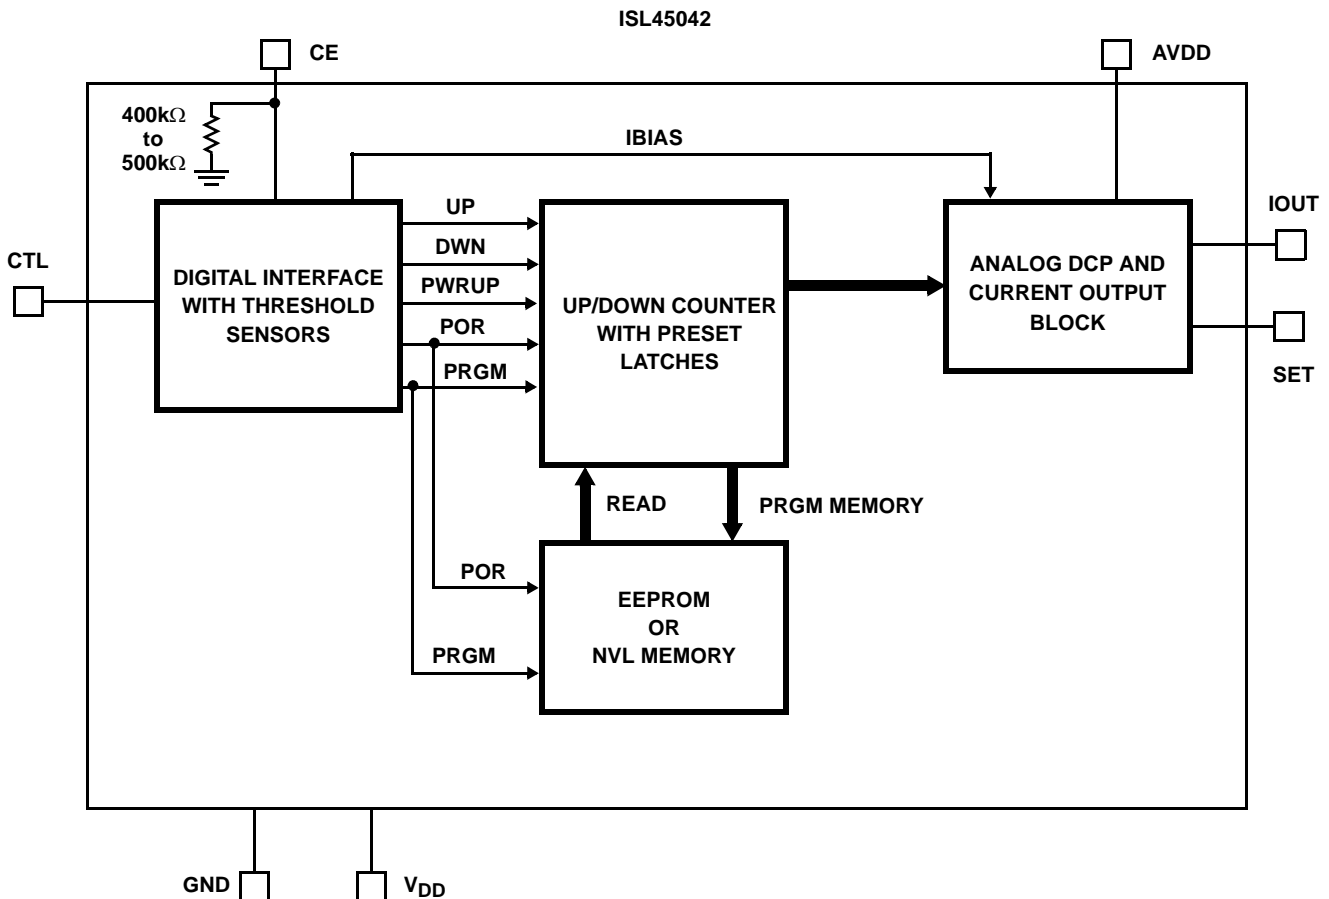 ISL45042
CE
AVDD
400kΩ
to
500kΩ
IBIAS
UP
DWN
PWRUP
POR
PRGM
CTL
DIGITAL INTERFACE
WITH THRESHOLD
SENSORS
UP/DOWN COUNTER
WITH PRESET
LATCHES
ANALOG DCP AND
CURRENT OUTPUT
BLOCK
IOUT
SET
READ
PRGM MEMORY
POR
PRGM
EEPROM
OR
NVL MEMORY
GND
VDD